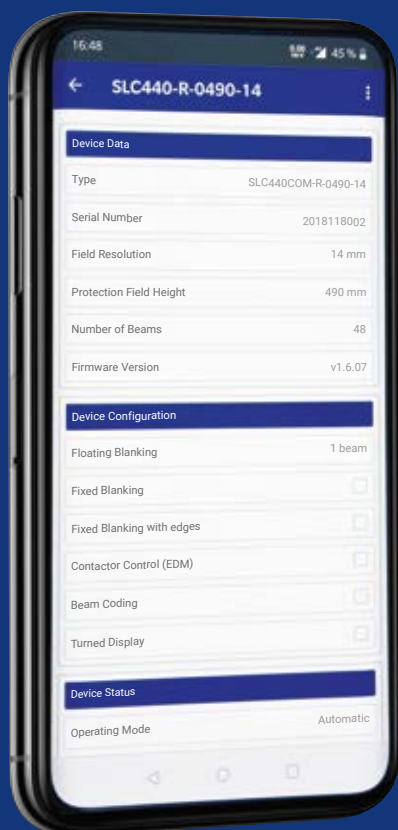 16:48 45 %
SLC440-R-0490-14
Device Data
Type SLC440COM-R-0490-14
Serial Number 2018118002
Field Resolution 14 mm
Protection Field Height 490 mm
Number of Beams 48
Firmware Version v1.6.07
Device Configuration
Floating Blanking 1 beam
Fixed Blanking
Fixed Blanking with edges
Contactor Control (EDM)
Beam Coding
Turned Display
Device Status
Operating Mode Automatic